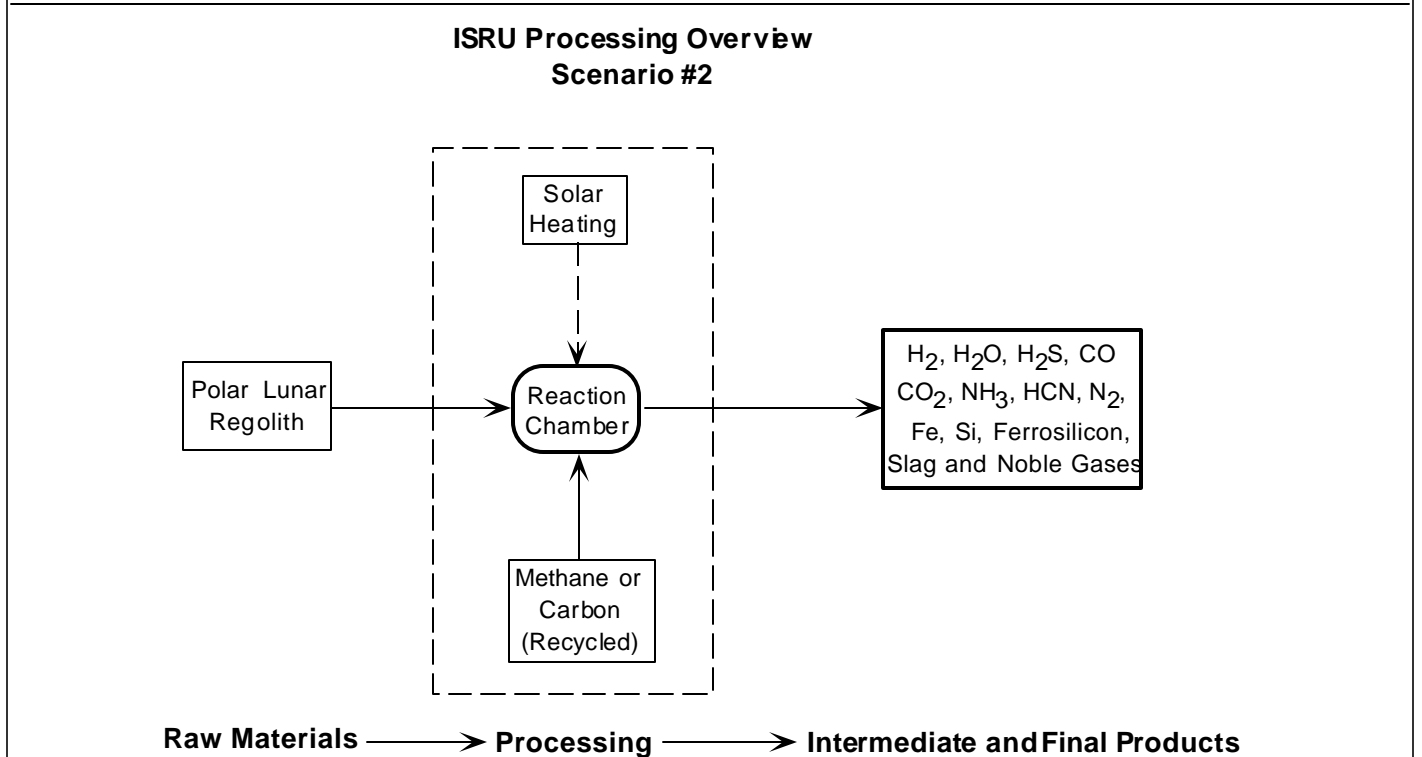 ISRU Processing Overview
Scenario #2
Solar
Heating
Polar Lunar
Regolith
Reaction
Chamber
H2, H2O, H2S, CO
CO2, NH3, HCN, N2,
Fe, Si, Ferrosilicon,
Slag and Noble Gases
Methane or
Carbon
(Recycled)
Raw Materials Processing Intermediate and Final Products